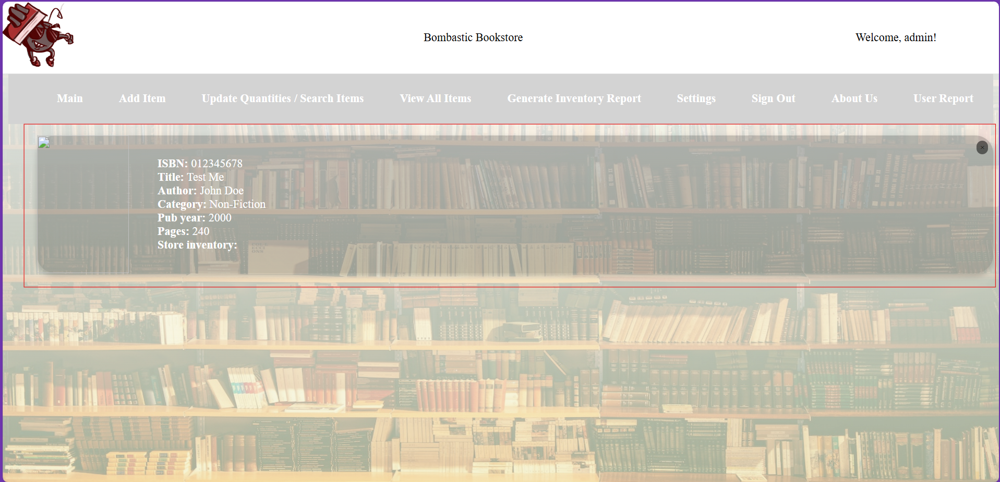 Bombastic Bookstore
Welcome, admin!
Main Add Item Update Quantities / Search Items View All Items Generate Inventory Report Settings Sign Out About Us User Report
×
ISBN: 012345678
Title: Test Me
Author: John Doe
Category: Non-Fiction
Pub year: 2000
Pages: 240
Store inventory: